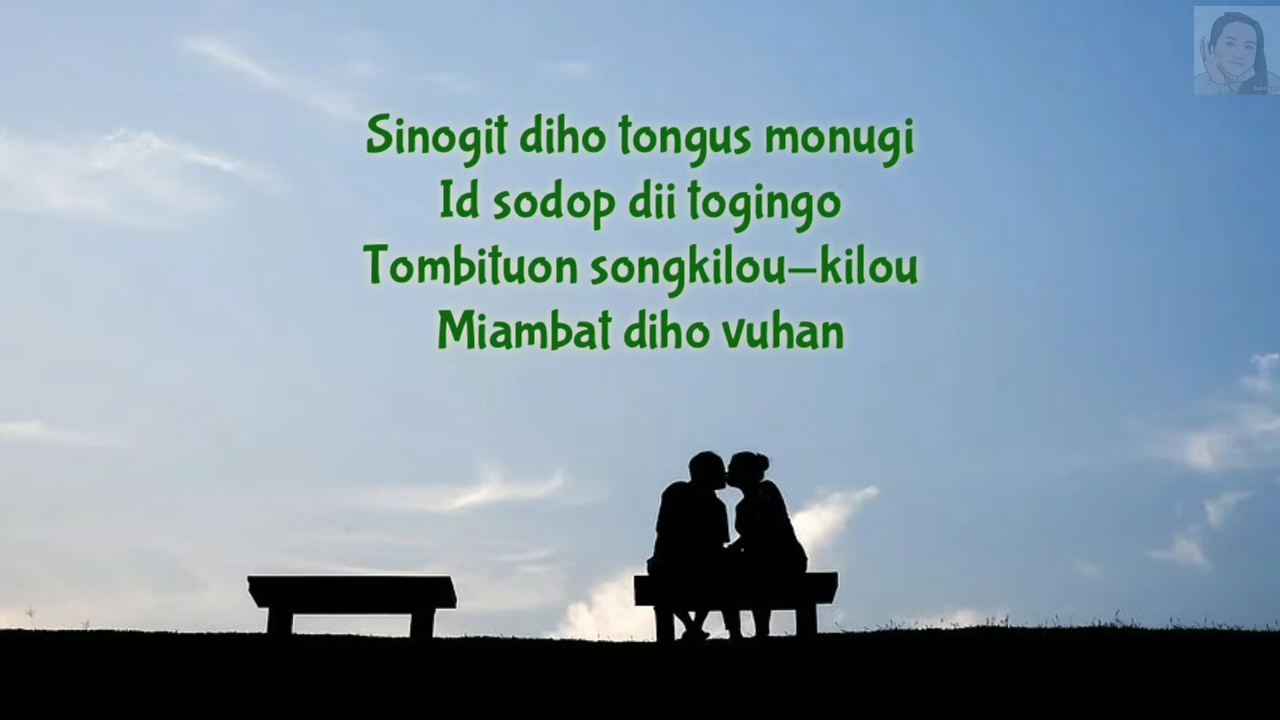 Sinogit diho tongus monugi
Id sodop dii togingo
Tombituon songkilou-kilou
Miambat diho vuhan